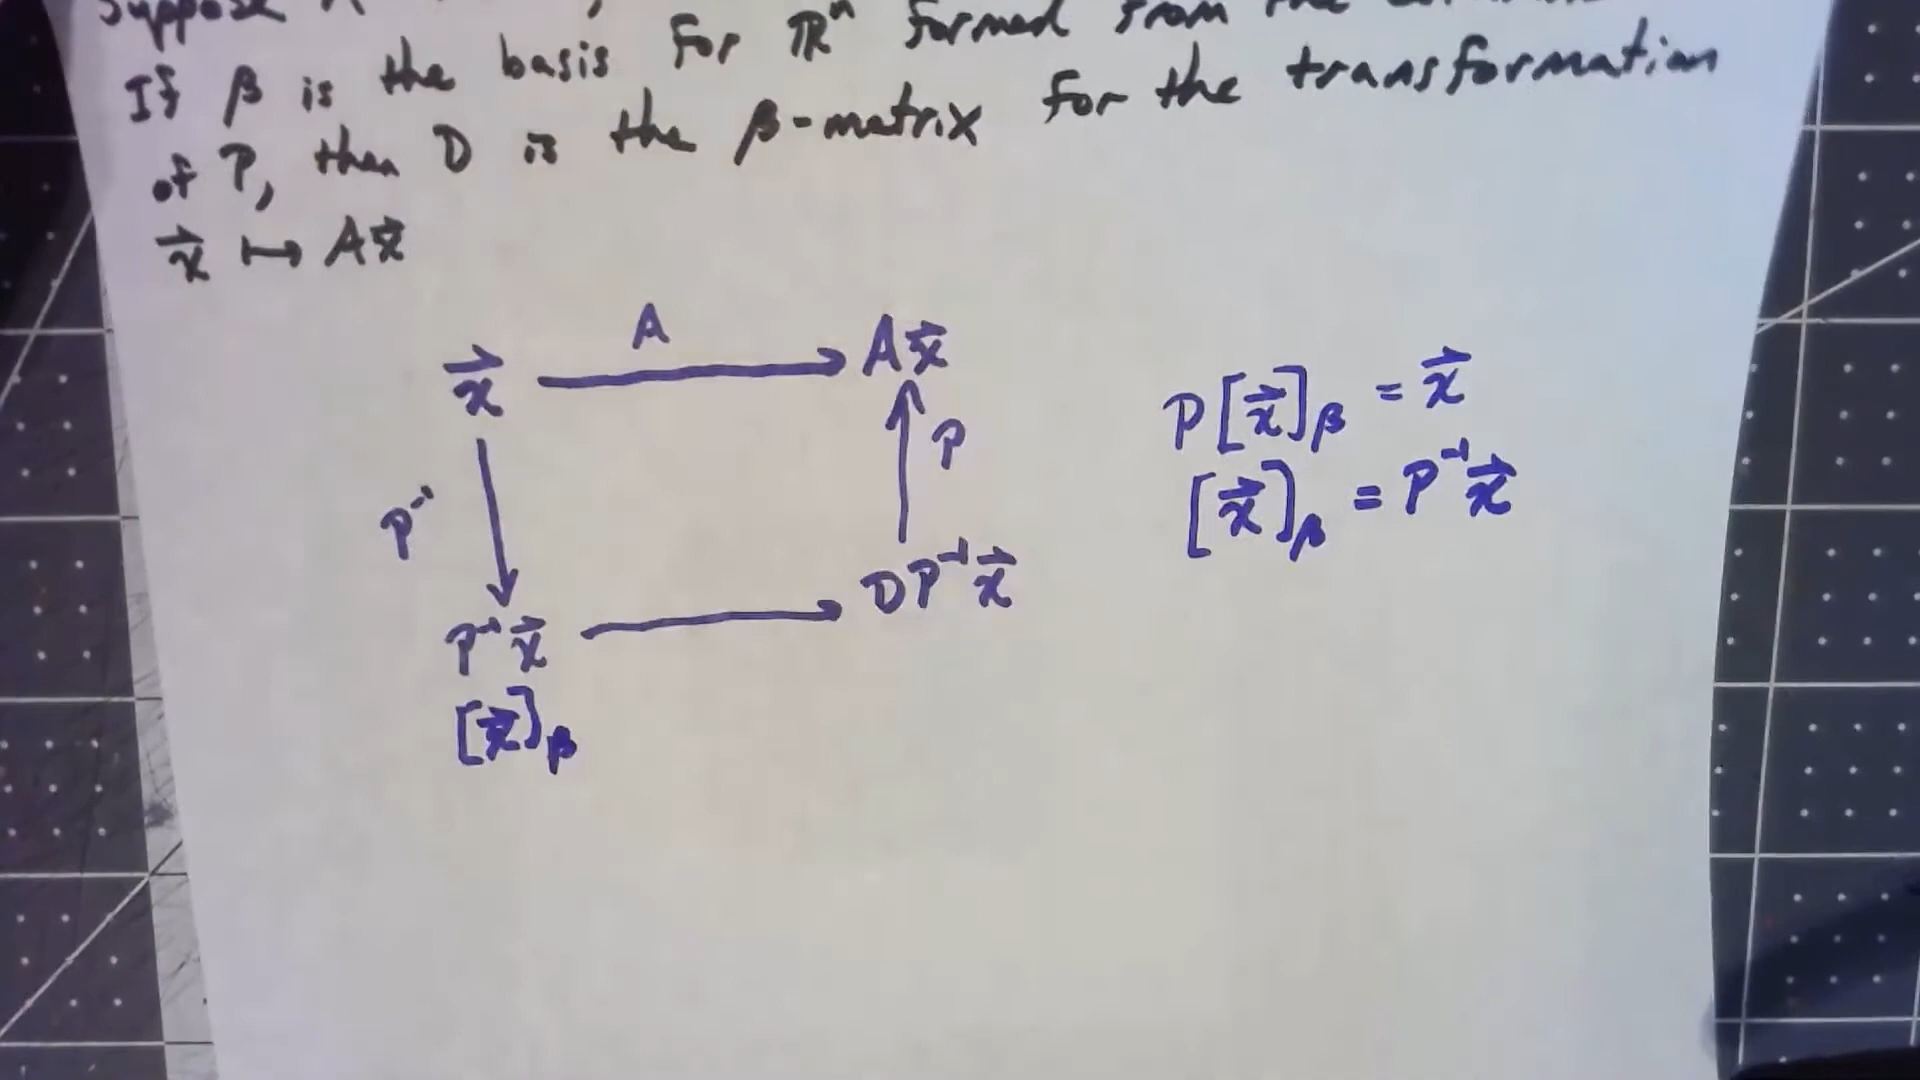 Suppose A
If β is the basis for ℝⁿ formed from the
of P, then D is the β-matrix for the transformation
x⃗ ↦ Ax⃗
A
x⃗ → Ax⃗
P⁻¹
P
P⁻¹x⃗ → DP⁻¹x⃗
[x⃗]β
P[x⃗]β = x⃗
[x⃗]β = P⁻¹x⃗